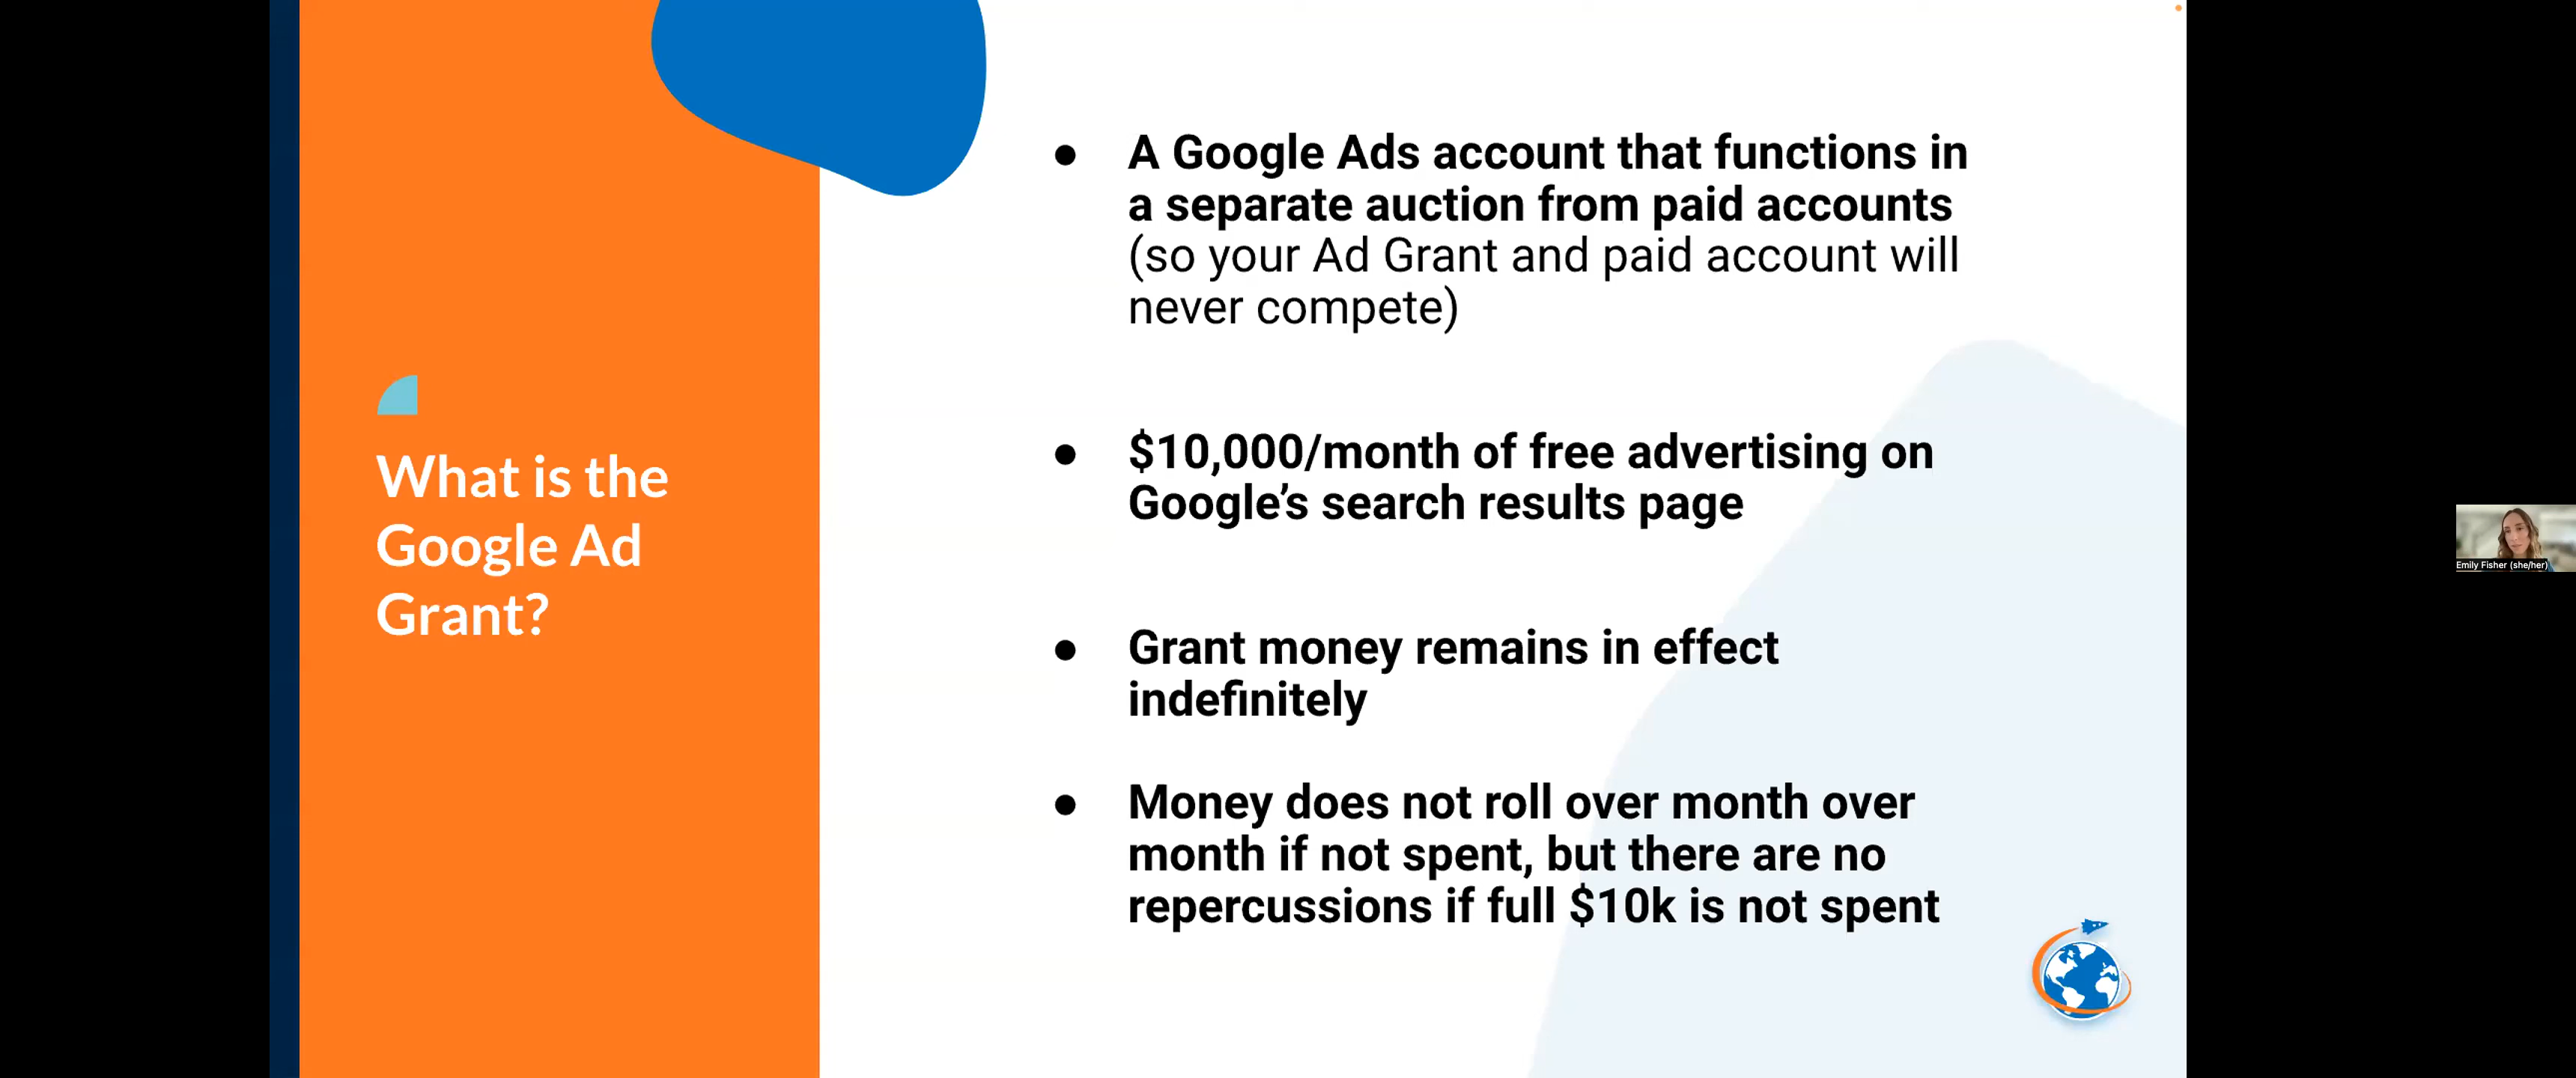 What is the
Google Ad
Grant?
● A Google Ads account that functions in
a separate auction from paid accounts
(so your Ad Grant and paid account will
never compete)
● $10,000/month of free advertising on
Google’s search results page
● Grant money remains in effect
indefinitely
● Money does not roll over month over
month if not spent, but there are no
repercussions if full $10k is not spent
Emily Fisher (she/her)